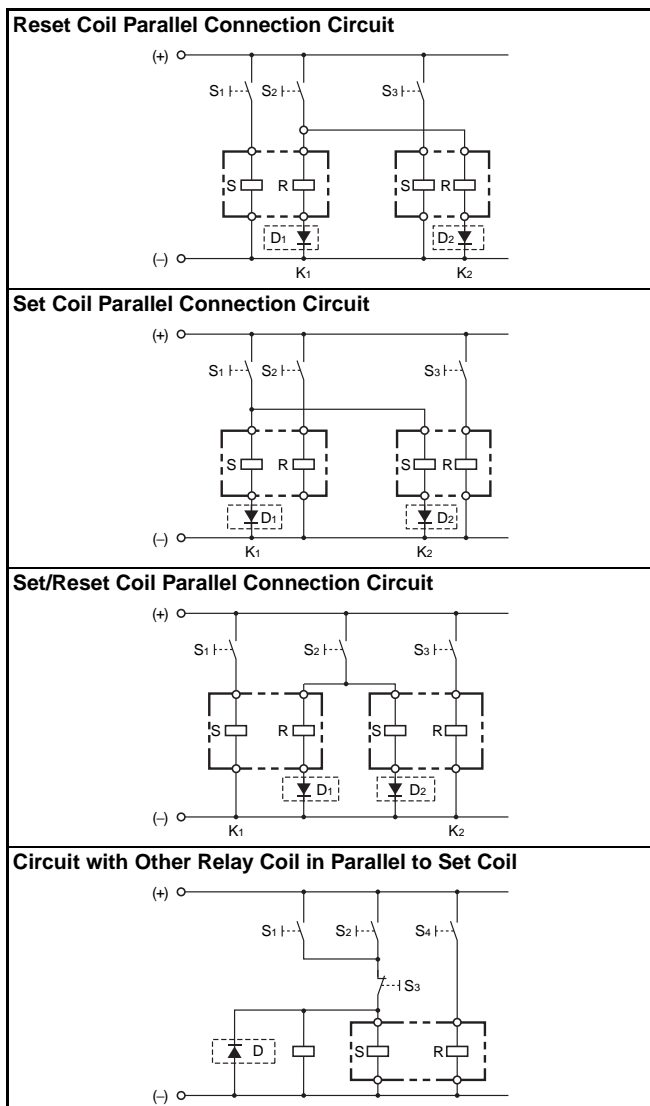 Reset Coil Parallel Connection Circuit
(+)
S1 S2 S3
S R S R
D1 D2
(–)
K1 K2
Set Coil Parallel Connection Circuit
(+)
S1 S2 S3
S R S R
D1 D2
(–)
K1 K2
Set/Reset Coil Parallel Connection Circuit
(+)
S1 S2 S3
S R S R
D1 D2
(–)
K1 K2
Circuit with Other Relay Coil in Parallel to Set Coil
(+)
S1 S2 S4
S3
D S R
(–)